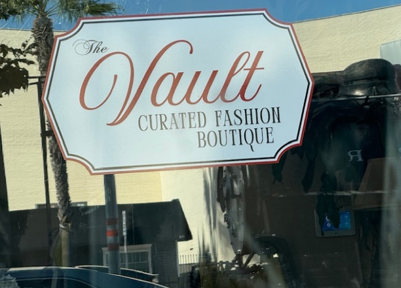 The
Vault
CURATED FASHION
BOUTIQUE